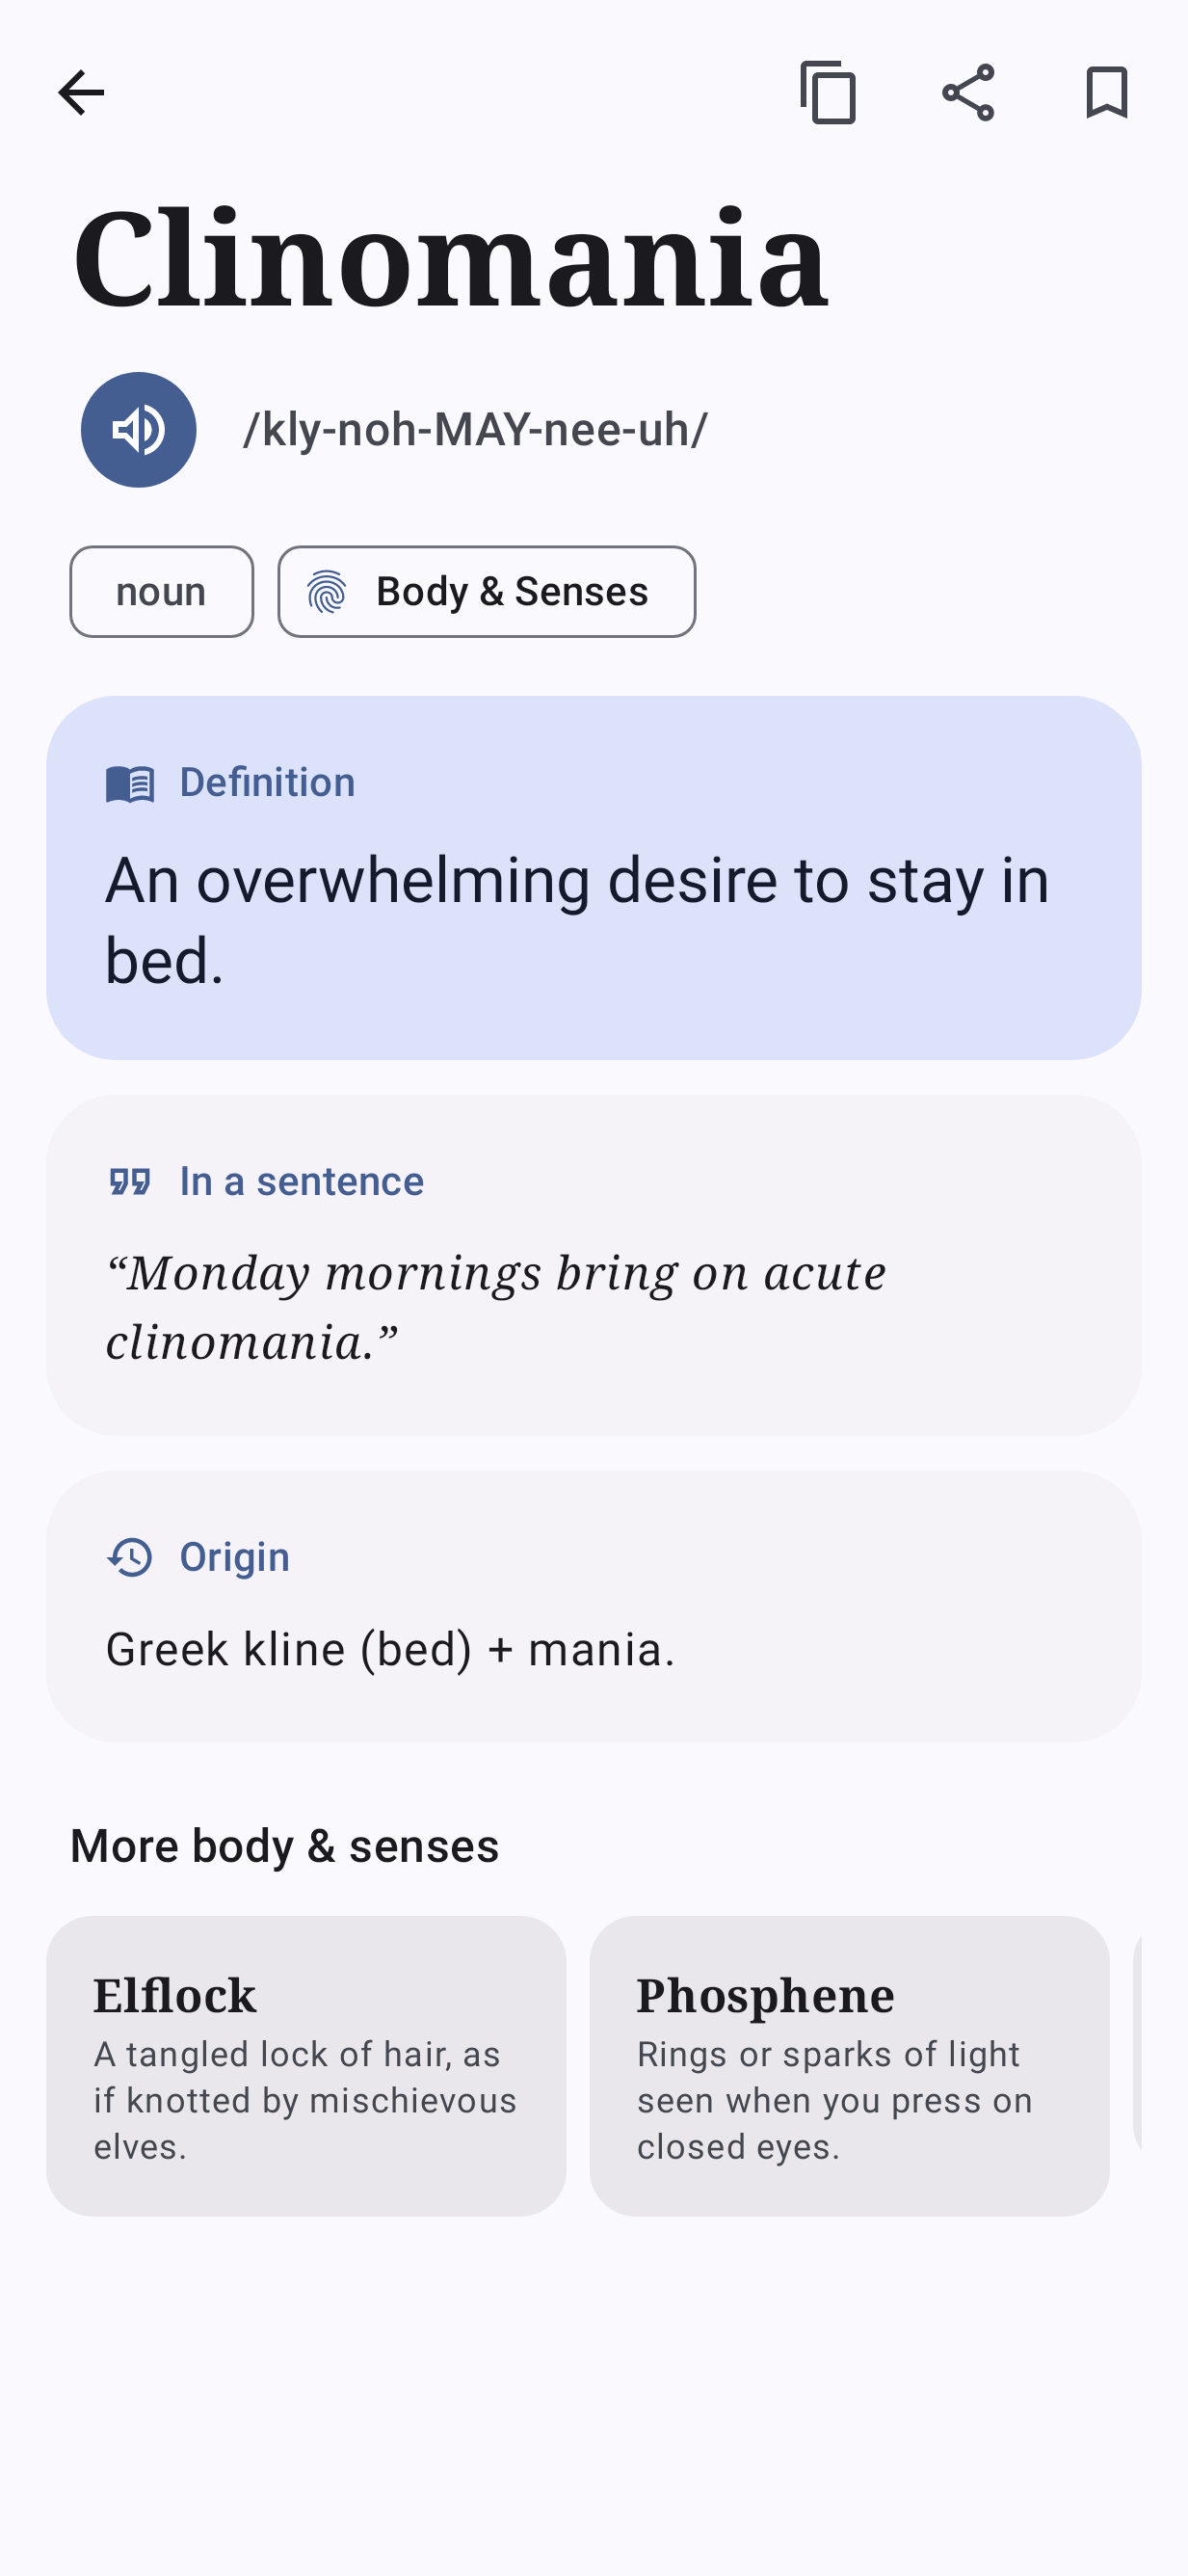 Clinomania
/kly-noh-MAY-nee-uh/
noun
Body & Senses
Definition
An overwhelming desire to stay in
bed.
In a sentence
“Monday mornings bring on acute
clinomania.”
Origin
Greek kline (bed) + mania.
More body & senses
Elflock
A tangled lock of hair, as
if knotted by mischievous
elves.
Phosphene
Rings or sparks of light
seen when you press on
closed eyes.